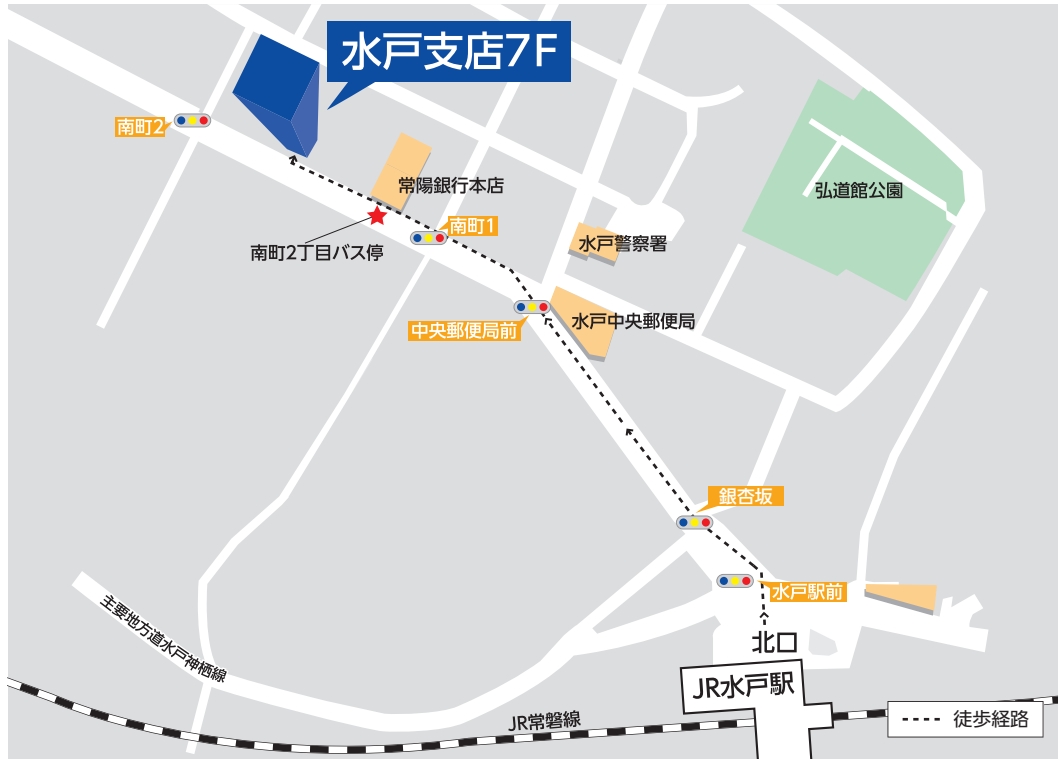 水戸支店7F
南町2
常陽銀行本店
弘道館公園
南町1
水戸警察署
南町2丁目バス停
中央郵便局前
水戸中央郵便局
銀杏坂
水戸駅前
主要地方道水戸神栖線
北口
JR水戸駅
JR常磐線
徒歩経路